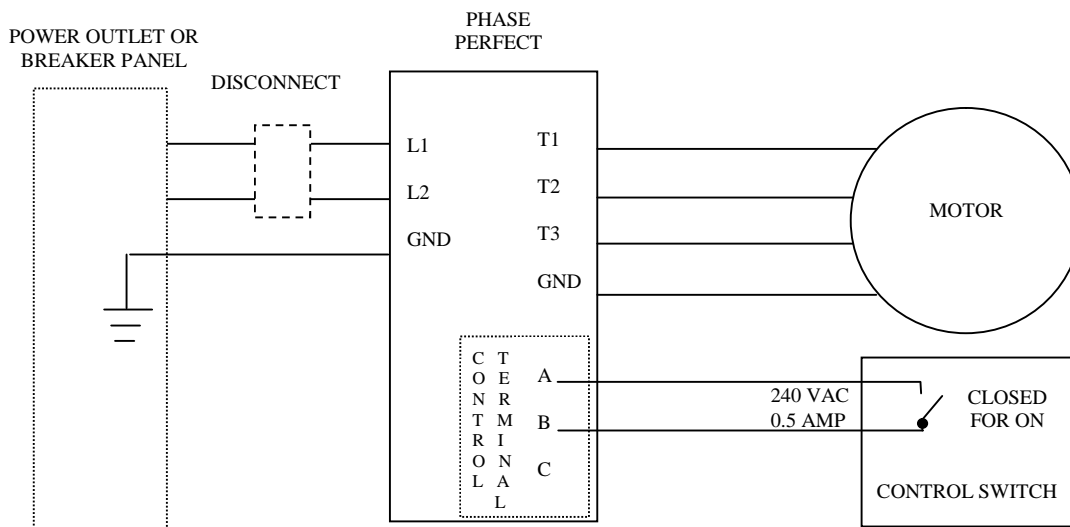 PHASE
PERFECT
POWER OUTLET OR
BREAKER PANEL
DISCONNECT
L1
L2
GND
T1
T2
T3
GND
MOTOR
CONTROL
TERMINAL
A
B
C
240 VAC
0.5 AMP
CLOSED
FOR ON
CONTROL SWITCH